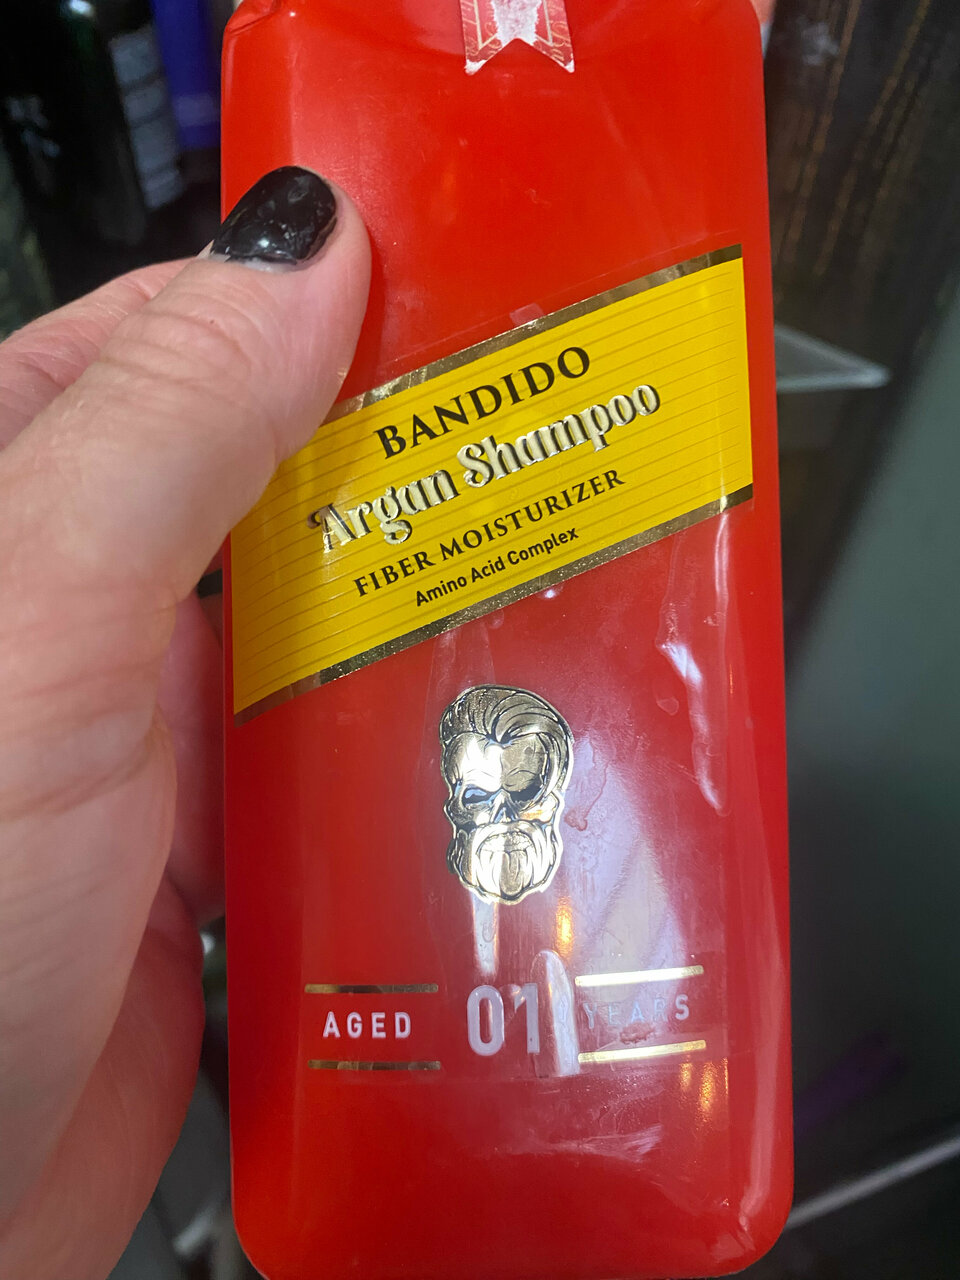 BANDIDO
Argan Shampoo
FIBER MOISTURIZER
Amino Acid Complex
AGED 01 YEARS